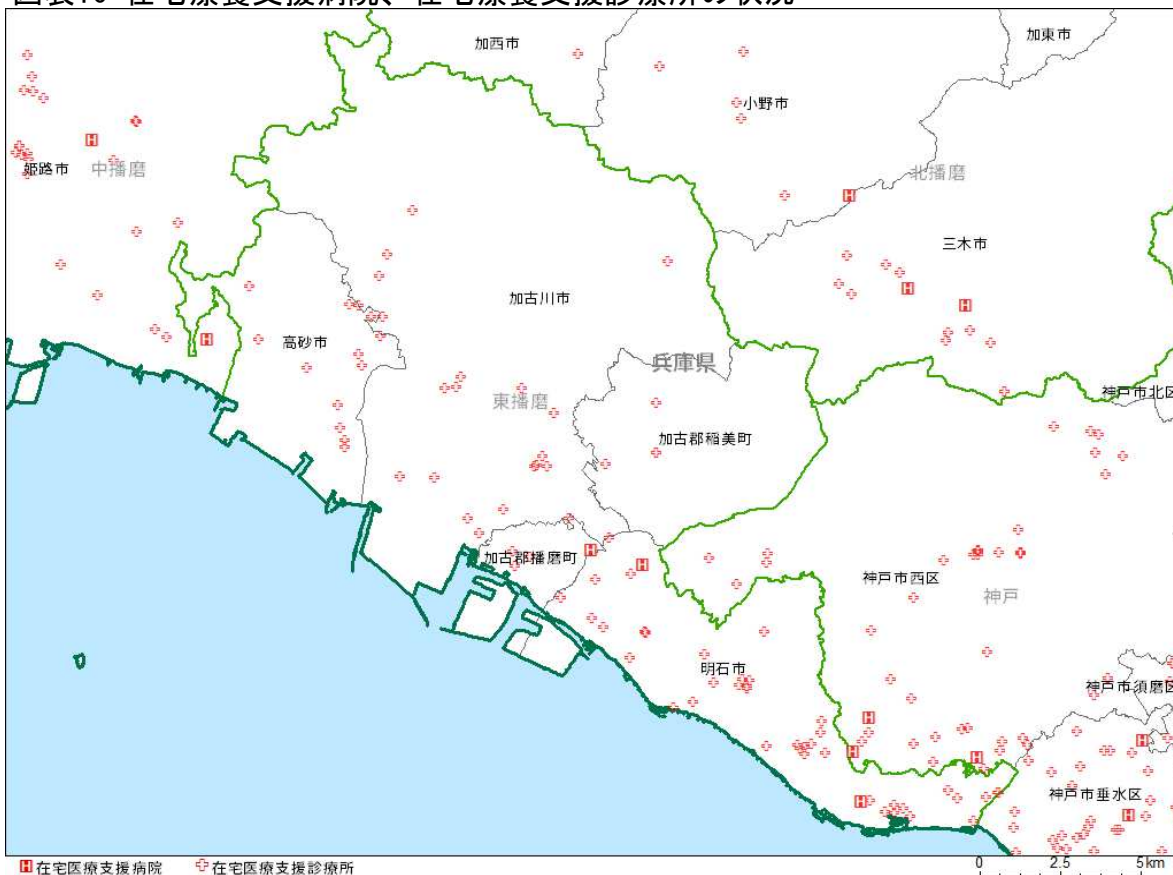 図表10 在宅療養支援病院、在宅療養支援診療所の状況
加西市
加東市
小野市
姫路市
中播磨
北播磨
三木市
加古川市
高砂市
兵庫県
神戸市北区
東播磨
加古郡稲美町
加古郡播磨町
神戸市西区
神戸
明石市
神戸市須磨区
神戸市垂水区
H 在宅医療支援病院 在宅医療支援診療所
0 2.5 5km